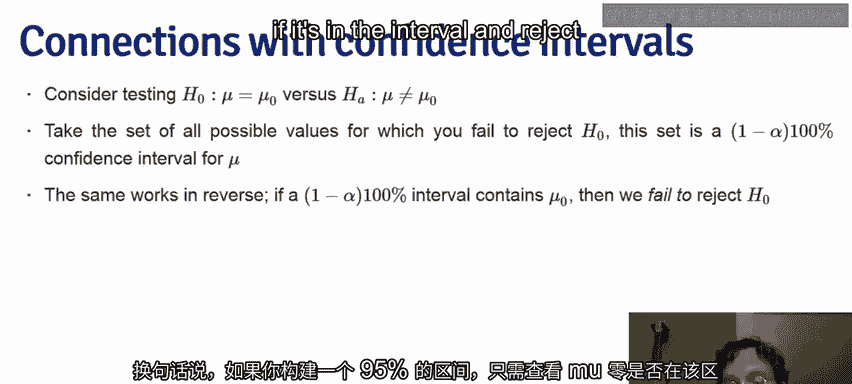 if it's in the interval and reject
Connections with confidence intervals
· Consider testing H₀ : μ = μ₀ versus Hₐ : μ ≠ μ₀
· Take the set of all possible values for which you fail to reject H₀, this set is a (1 − α)100%
confidence interval for μ
· The same works in reverse; if a (1 − α)100% interval contains μ₀, then we fail to reject H₀
换句话说，如果你构建一个 95% 的区间，只需查看 mu 零是否在该区